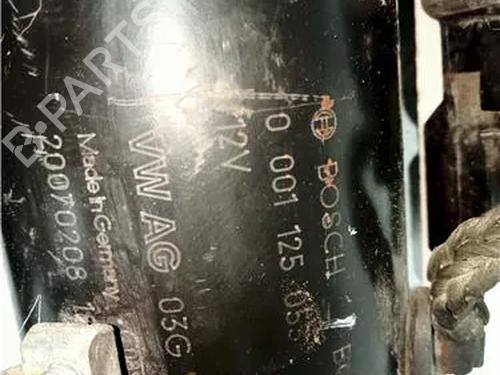 BOSCH
0 001 125 05
12V
VW AG 03G
Made in Germany
20070208
B-PARTS